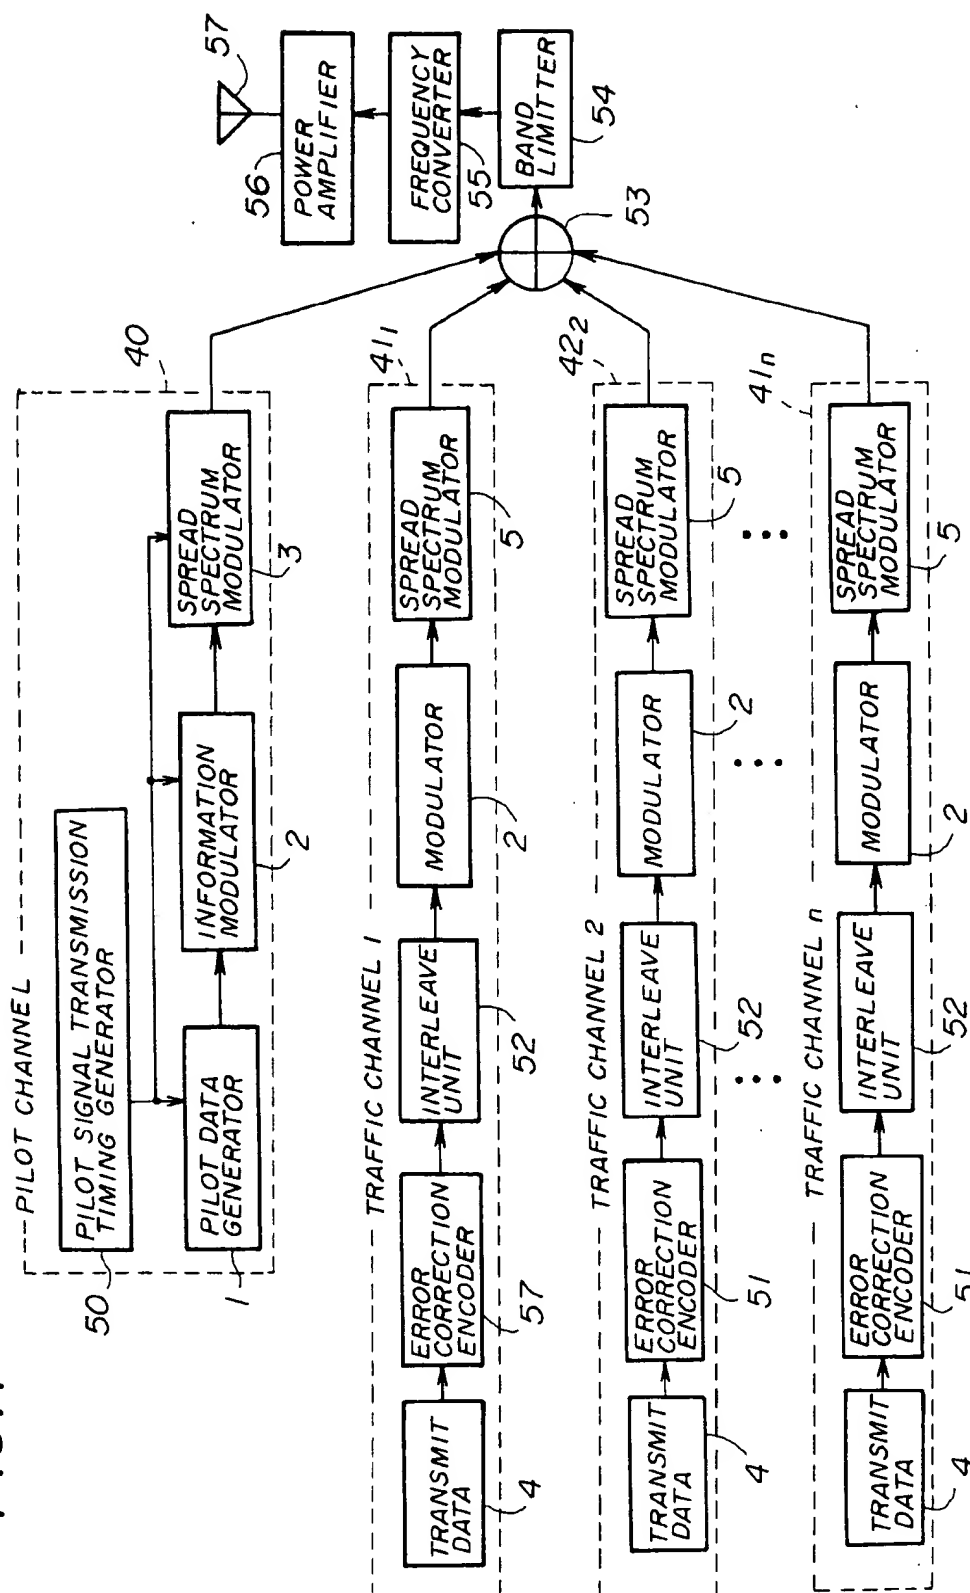 PILOT CHANNEL
40
PILOT SIGNAL TRANSMISSION
TIMING GENERATOR
50
PILOT DATA
GENERATOR
1
INFORMATION
MODULATOR
2
SPREAD
SPECTRUM
MODULATOR
3
TRAFFIC CHANNEL 1
41₁
TRANSMIT
DATA
4
ERROR
CORRECTION
ENCODER
57
INTERLEAVE
UNIT
52
MODULATOR
2
SPREAD
SPECTRUM
MODULATOR
5
TRAFFIC CHANNEL 2
42₂
TRANSMIT
DATA
4
ERROR
CORRECTION
ENCODER
51
INTERLEAVE
UNIT
52
MODULATOR
2
SPREAD
SPECTRUM
MODULATOR
5
TRAFFIC CHANNEL n
41n
TRANSMIT
DATA
4
ERROR
CORRECTION
ENCODER
51
INTERLEAVE
UNIT
52
MODULATOR
2
SPREAD
SPECTRUM
MODULATOR
5
53
BAND
LIMITTER
54
FREQUENCY
CONVERTER
55
POWER
AMPLIFIER
56
57